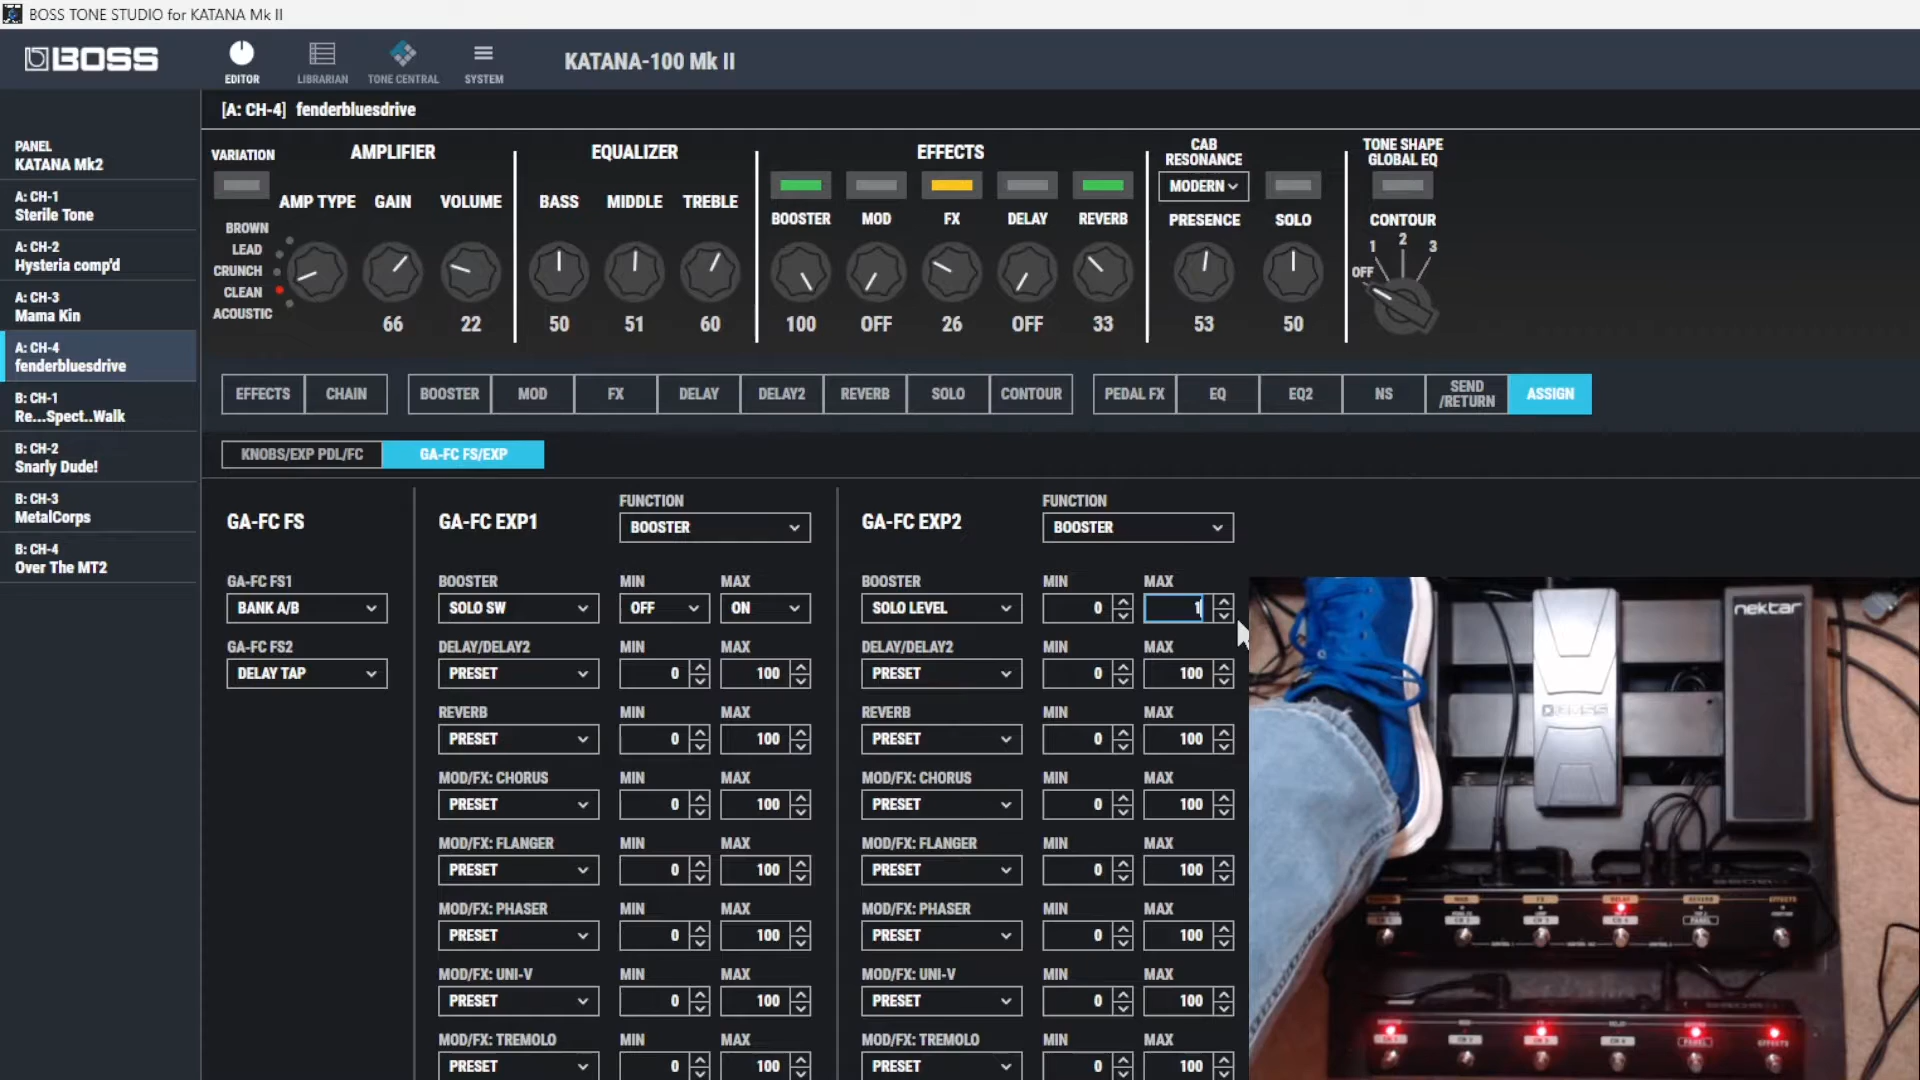 BOSS TONE STUDIO for KATANA Mk II
BOSS
EDITOR
LIBRARIAN
TONE CENTRAL
SYSTEM
KATANA-100 Mk II
[A: CH-4] fenderbluesdrive
PANEL
KATANA Mk2
A: CH-1
Sterile Tone
A: CH-2
Hysteria comp'd
A: CH-3
Mama Kin
A: CH-4
fenderbluesdrive
B: CH-1
Re...Spect..Walk
B: CH-2
Snarly Dude!
B: CH-3
MetalCorps
B: CH-4
Over The MT2
VARIATION
AMPLIFIER
AMP TYPE GAIN VOLUME
BROWN
LEAD
CRUNCH
CLEAN
ACOUSTIC
66 22
EQUALIZER
BASS MIDDLE TREBLE
50 51 60
EFFECTS
BOOSTER MOD FX DELAY REVERB
100 OFF 26 OFF 33
CAB
RESONANCE
MODERN
PRESENCE SOLO
53 50
TONE SHAPE
GLOBAL EQ
CONTOUR
1 2 3
OFF
EFFECTS CHAIN BOOSTER MOD FX DELAY DELAY2 REVERB SOLO CONTOUR PEDAL FX EQ EQ2 NS SEND
/RETURN ASSIGN
KNOBS/EXP PDL/FC GA-FC FS/EXP
GA-FC FS
GA-FC FS1
BANK A/B
GA-FC FS2
DELAY TAP
GA-FC EXP1
FUNCTION
BOOSTER
BOOSTER MIN MAX
SOLO SW OFF ON
DELAY/DELAY2 MIN MAX
PRESET 0 100
REVERB MIN MAX
PRESET 0 100
MOD/FX: CHORUS MIN MAX
PRESET 0 100
MOD/FX: FLANGER MIN MAX
PRESET 0 100
MOD/FX: PHASER MIN MAX
PRESET 0 100
MOD/FX: UNI-V MIN MAX
PRESET 0 100
MOD/FX: TREMOLO MIN MAX
PRESET 0 100
GA-FC EXP2
FUNCTION
BOOSTER
BOOSTER MIN MAX
SOLO LEVEL 0 1
DELAY/DELAY2 MIN MAX
PRESET 0 100
REVERB MIN MAX
PRESET 0 100
MOD/FX: CHORUS MIN MAX
PRESET 0 100
MOD/FX: FLANGER MIN MAX
PRESET 0 100
MOD/FX: PHASER MIN MAX
PRESET 0 100
MOD/FX: UNI-V MIN MAX
PRESET 0 100
MOD/FX: TREMOLO MIN MAX
PRESET 0 100
nektar
BOSS